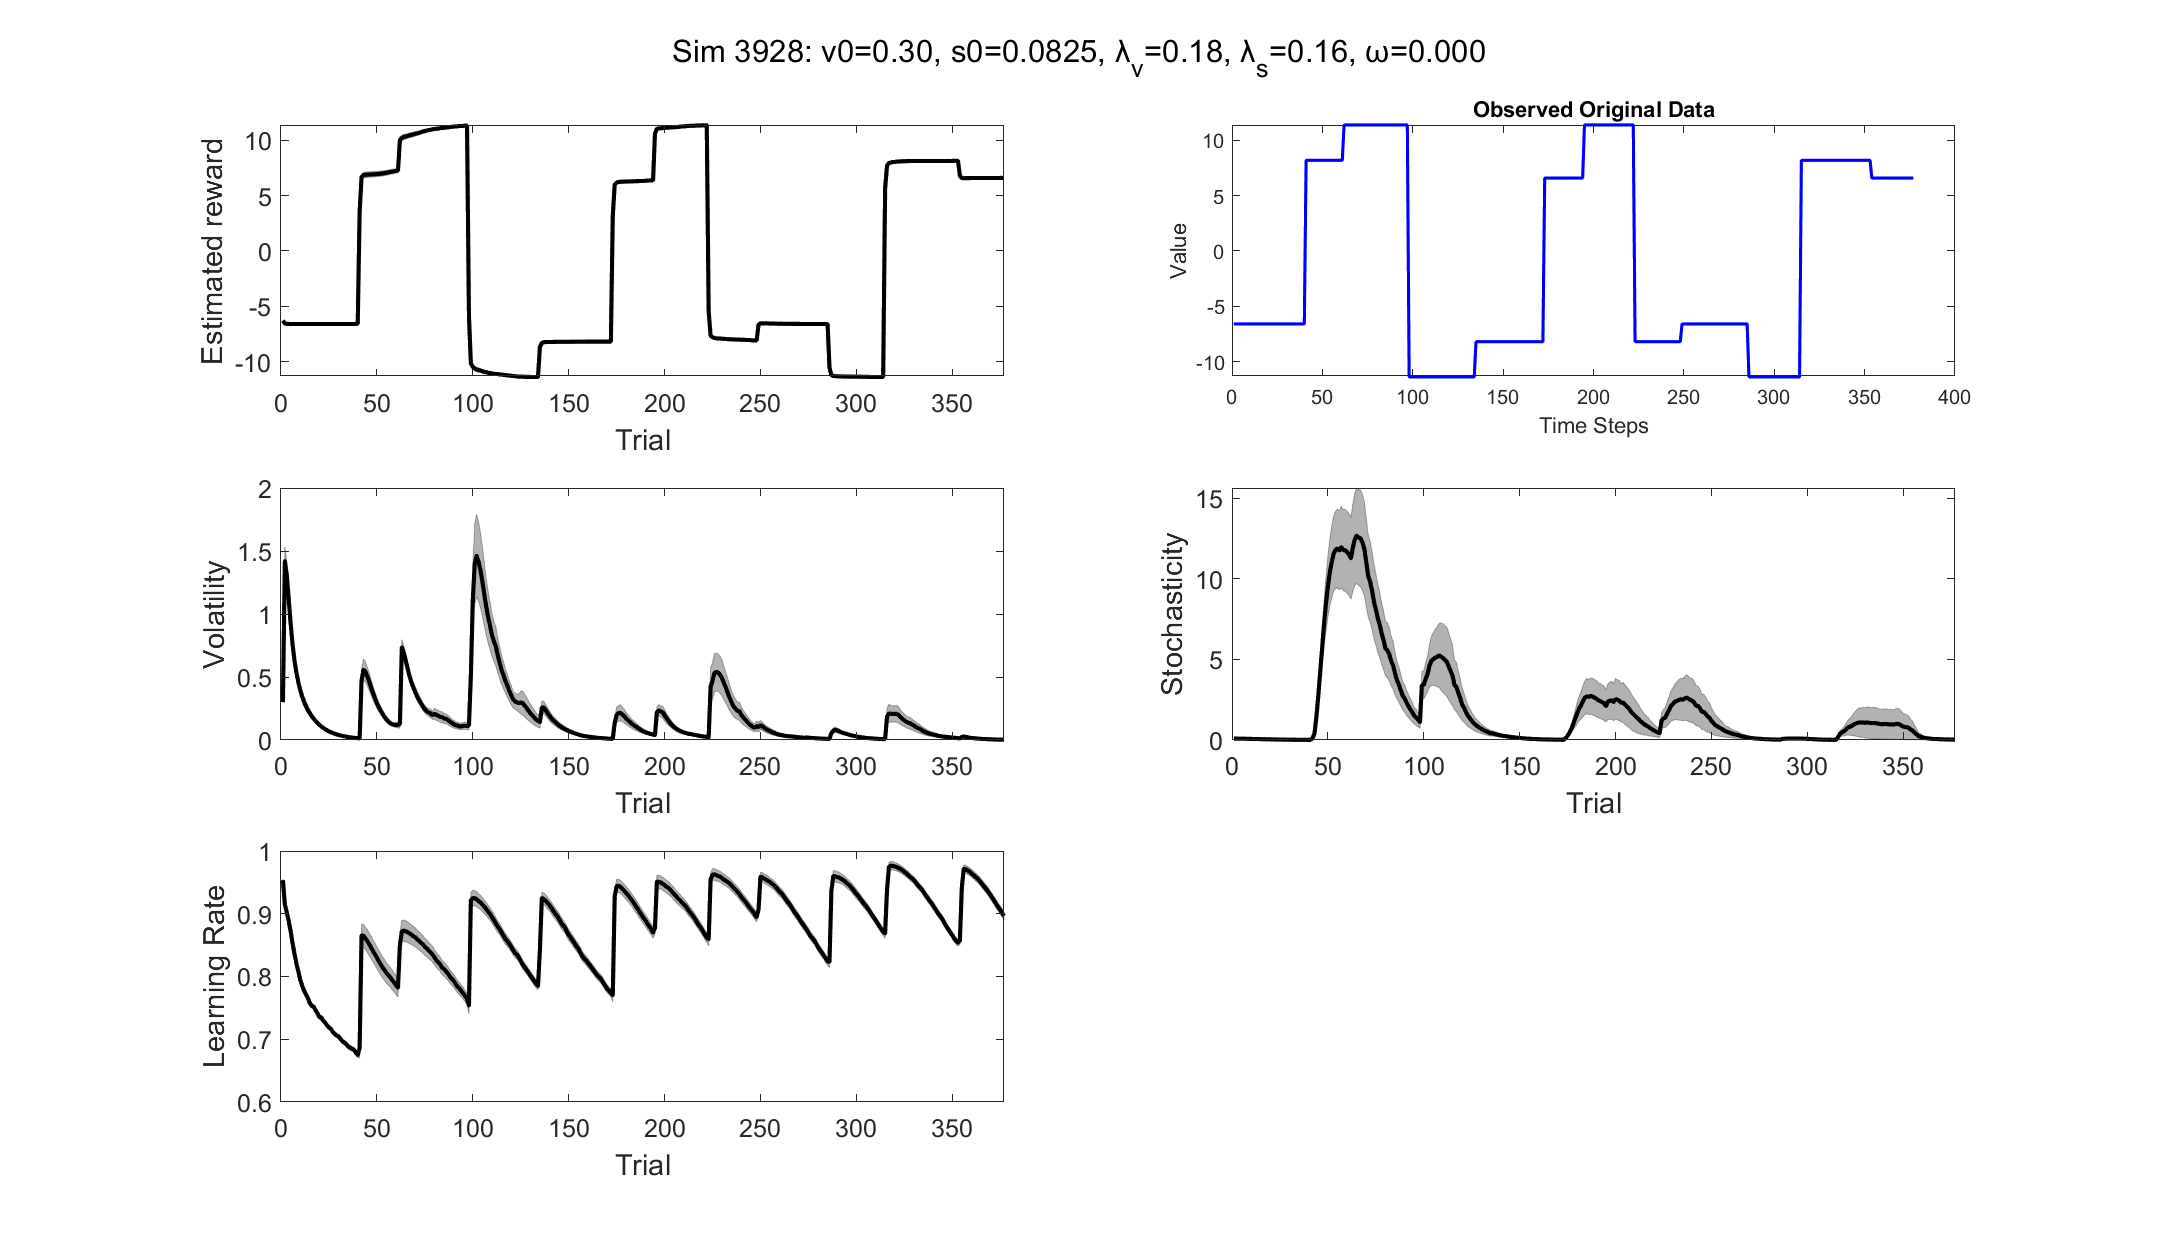 Sim 3928: v0=0.30, s0=0.0825, λ_v=0.18, λ_s=0.16, ω=0.000
Estimated reward
10
5
0
-5
-10
0 50 100 150 200 250 300 350
Trial
Observed Original Data
Value
10
5
0
-5
-10
0 50 100 150 200 250 300 350 400
Time Steps
Volatility
2
1.5
1
0.5
0
0 50 100 150 200 250 300 350
Trial
Stochasticity
15
10
5
0
0 50 100 150 200 250 300 350
Trial
Learning Rate
1
0.9
0.8
0.7
0.6
0 50 100 150 200 250 300 350
Trial